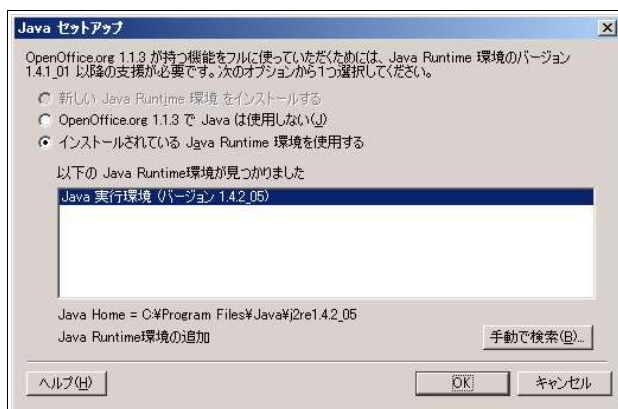 Java セットアップ
OpenOffice.org 1.1.3 が持つ機能をフルに使っていただくためには、Java Runtime 環境のバージョン
1.4.1_01 以降の支援が必要です。次のオプションから1つ選択してください。
新しい Java Runtime 環境 をインストールする
OpenOffice.org 1.1.3 で Java は使用しない(J)
インストールされている Java Runtime 環境を使用する
以下の Java Runtime環境が見つかりました
Java 実行環境 (バージョン 1.4.2_05)
Java Home = C:¥Program Files¥Java¥j2re1.4.2_05
Java Runtime環境の追加
手動で検索(B)...
ヘルプ(H)
OK
キャンセル